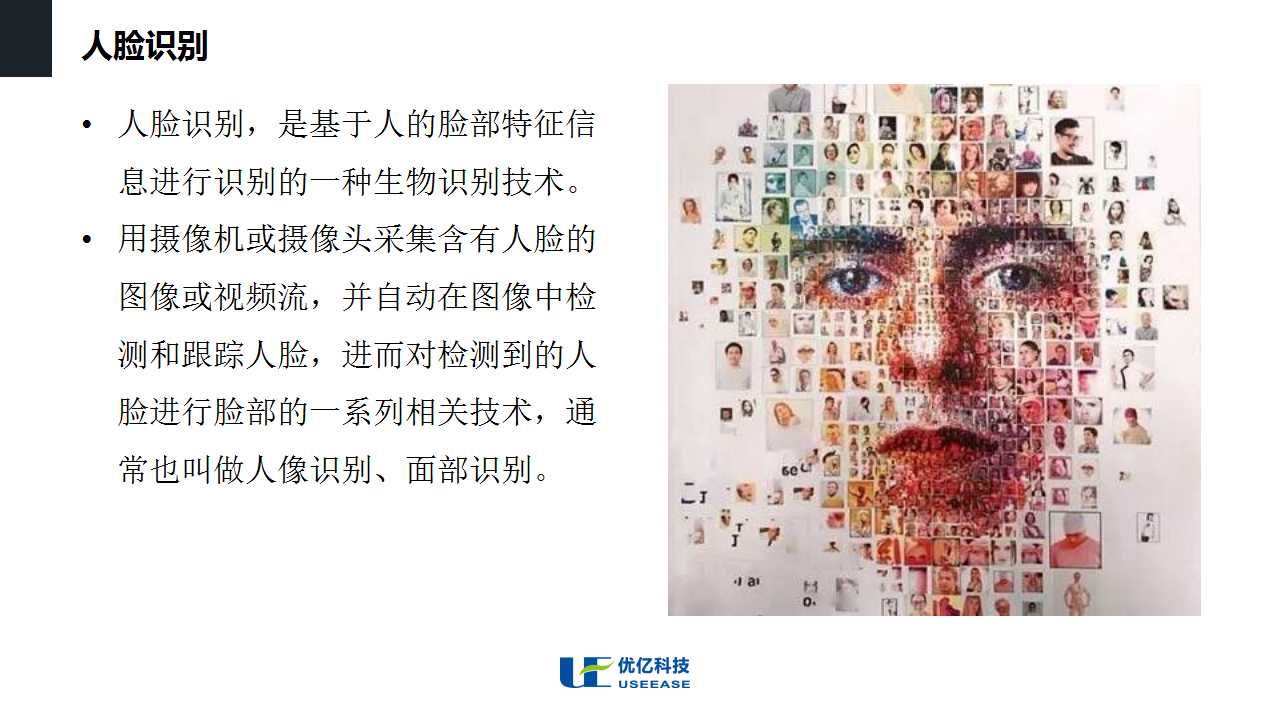 人脸识别
• 人脸识别，是基于人的脸部特征信
息进行识别的一种生物识别技术。
• 用摄像机或摄像头采集含有人脸的
图像或视频流，并自动在图像中检
测和跟踪人脸，进而对检测到的人
脸进行脸部的一系列相关技术，通
常也叫做人像识别、面部识别。
优亿科技
USEEASE